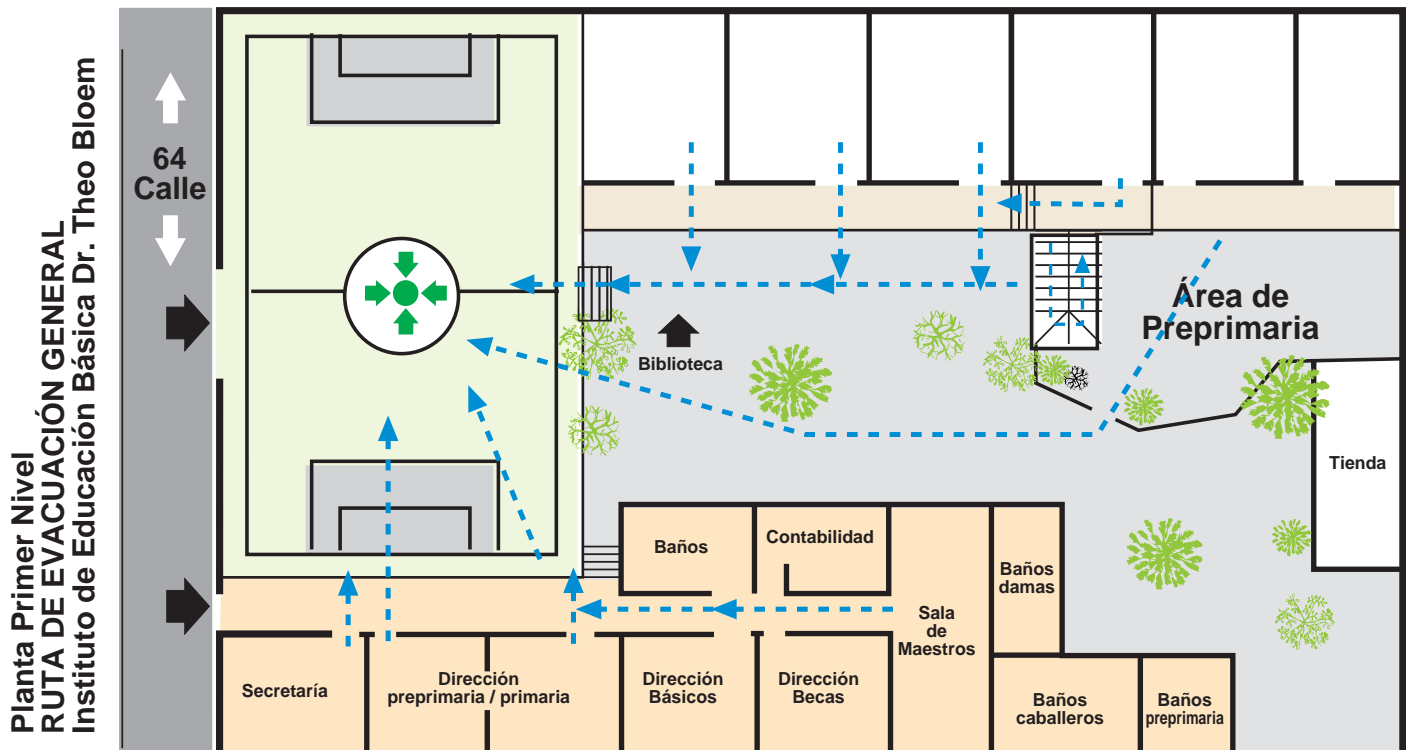 Planta Primer Nivel
RUTA DE EVACUACIÓN GENERAL
Instituto de Educación Básica Dr. Theo Bloem
64
Calle
Biblioteca
Área de
Preprimaria
Tienda
Baños
Contabilidad
Baños
damas
Sala
de
Maestros
Secretaría
Dirección
preprimaria / primaria
Dirección
Básicos
Dirección
Becas
Baños
caballeros
Baños
preprimaria